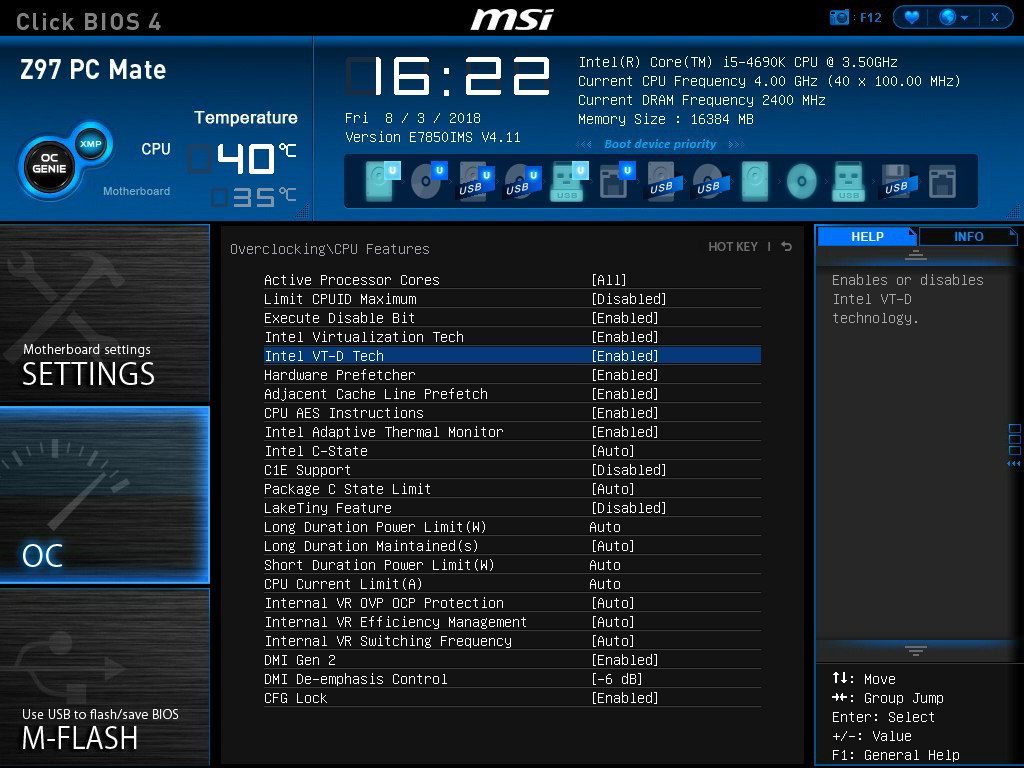 Click BIOS 4
msi
: F12
X
Z97 PC Mate
16:22
Fri 8 / 3 / 2018
Version E7850IMS V4.11
Intel(R) Core(TM) i5-4690K CPU @ 3.50GHz
Current CPU Frequency 4.00 GHz (40 x 100.00 MHz)
Current DRAM Frequency 2400 MHz
Memory Size : 16384 MB
Boot device priority
OC GENIE
XMP
Temperature
CPU 40°C
Motherboard 35°C
U U U U U U
USB USB USB USB USB USB USB
Motherboard settings
SETTINGS
OC
Use USB to flash/save BIOS
M-FLASH
Overclocking\CPU Features
HOT KEY |
Active Processor Cores [All]
Limit CPUID Maximum [Disabled]
Execute Disable Bit [Enabled]
Intel Virtualization Tech [Enabled]
Intel VT-D Tech [Enabled]
Hardware Prefetcher [Enabled]
Adjacent Cache Line Prefetch [Enabled]
CPU AES Instructions [Enabled]
Intel Adaptive Thermal Monitor [Enabled]
Intel C-State [Auto]
C1E Support [Disabled]
Package C State Limit [Auto]
LakeTiny Feature [Disabled]
Long Duration Power Limit(W) Auto
Long Duration Maintained(s) [Auto]
Short Duration Power Limit(W) Auto
CPU Current Limit(A) Auto
Internal VR OVP OCP Protection [Auto]
Internal VR Efficiency Management [Auto]
Internal VR Switching Frequency [Auto]
DMI Gen 2 [Enabled]
DMI De-emphasis Control [-6 dB]
CFG Lock [Enabled]
HELP INFO
Enables or disables
Intel VT-D
technology.
↑↓: Move
→←: Group Jump
Enter: Select
+/-: Value
F1: General Help